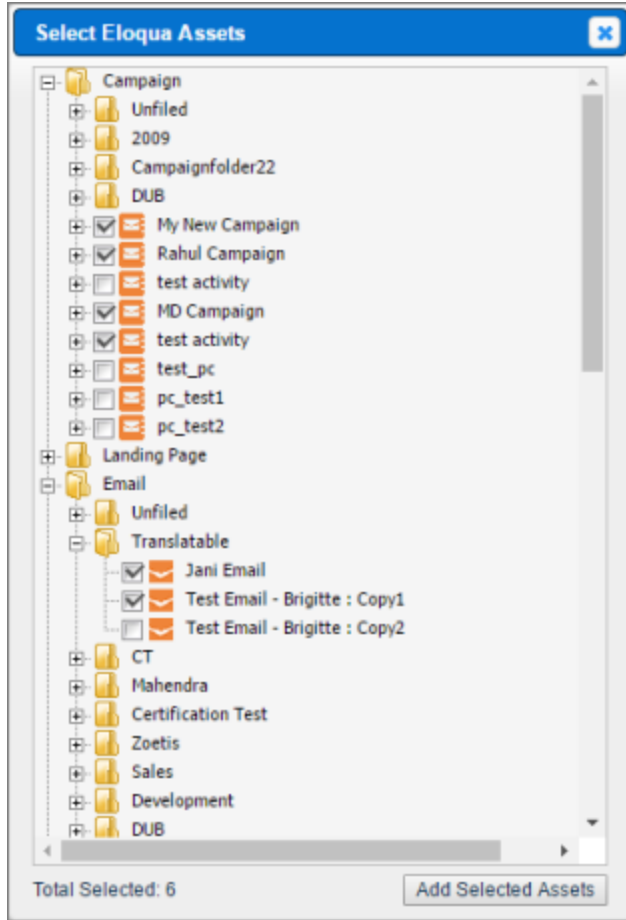 Select Eloqua Assets
Campaign
Unfiled
2009
Campaignfolder22
DUB
My New Campaign
Rahul Campaign
test activity
MD Campaign
test activity
test_pc
pc_test1
pc_test2
Landing Page
Email
Unfiled
Translatable
Jani Email
Test Email - Brigitte : Copy1
Test Email - Brigitte : Copy2
CT
Mahendra
Certification Test
Zoetis
Sales
Development
DUB
Total Selected: 6 Add Selected Assets